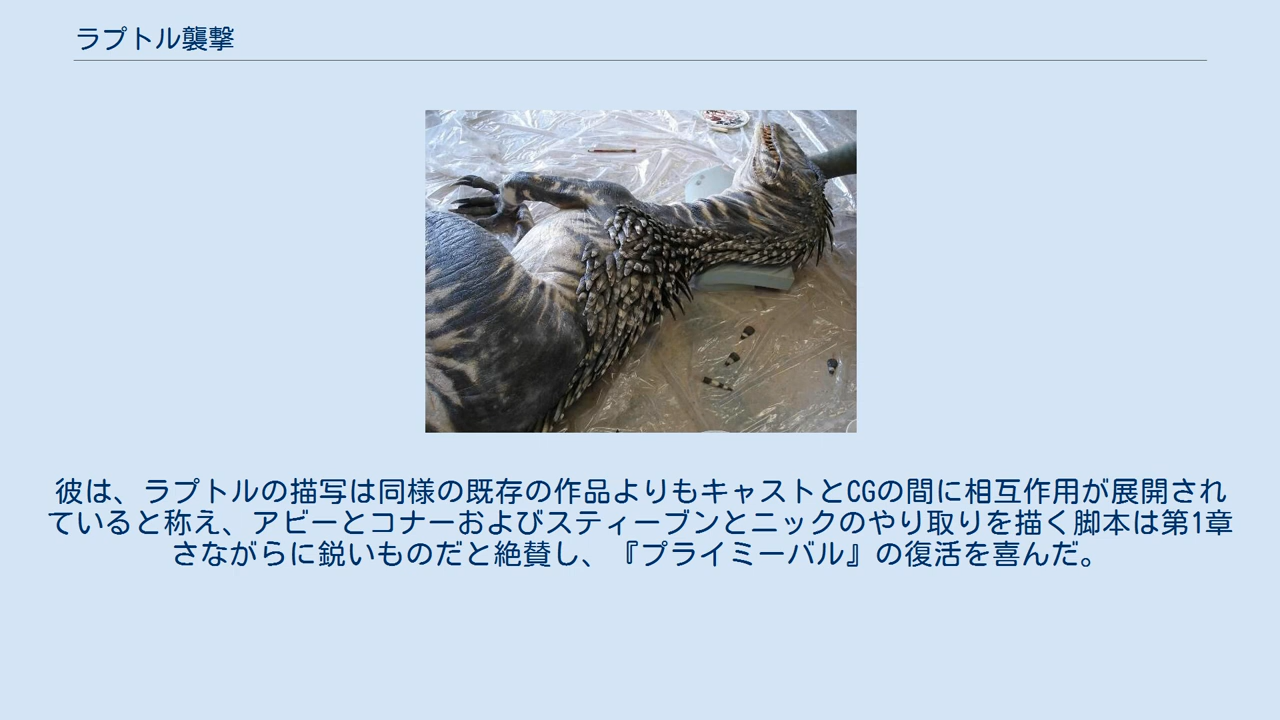 ラプトル襲撃
彼は、ラプトルの描写は同様の既存の作品よりもキャストとCGの間に相互作用が展開され
ていると称え、アビーとコナーおよびスティーブンとニックのやり取りを描く脚本は第1章
さながらに鋭いものだと絶賛し、『プライミーバル』の復活を喜んだ。